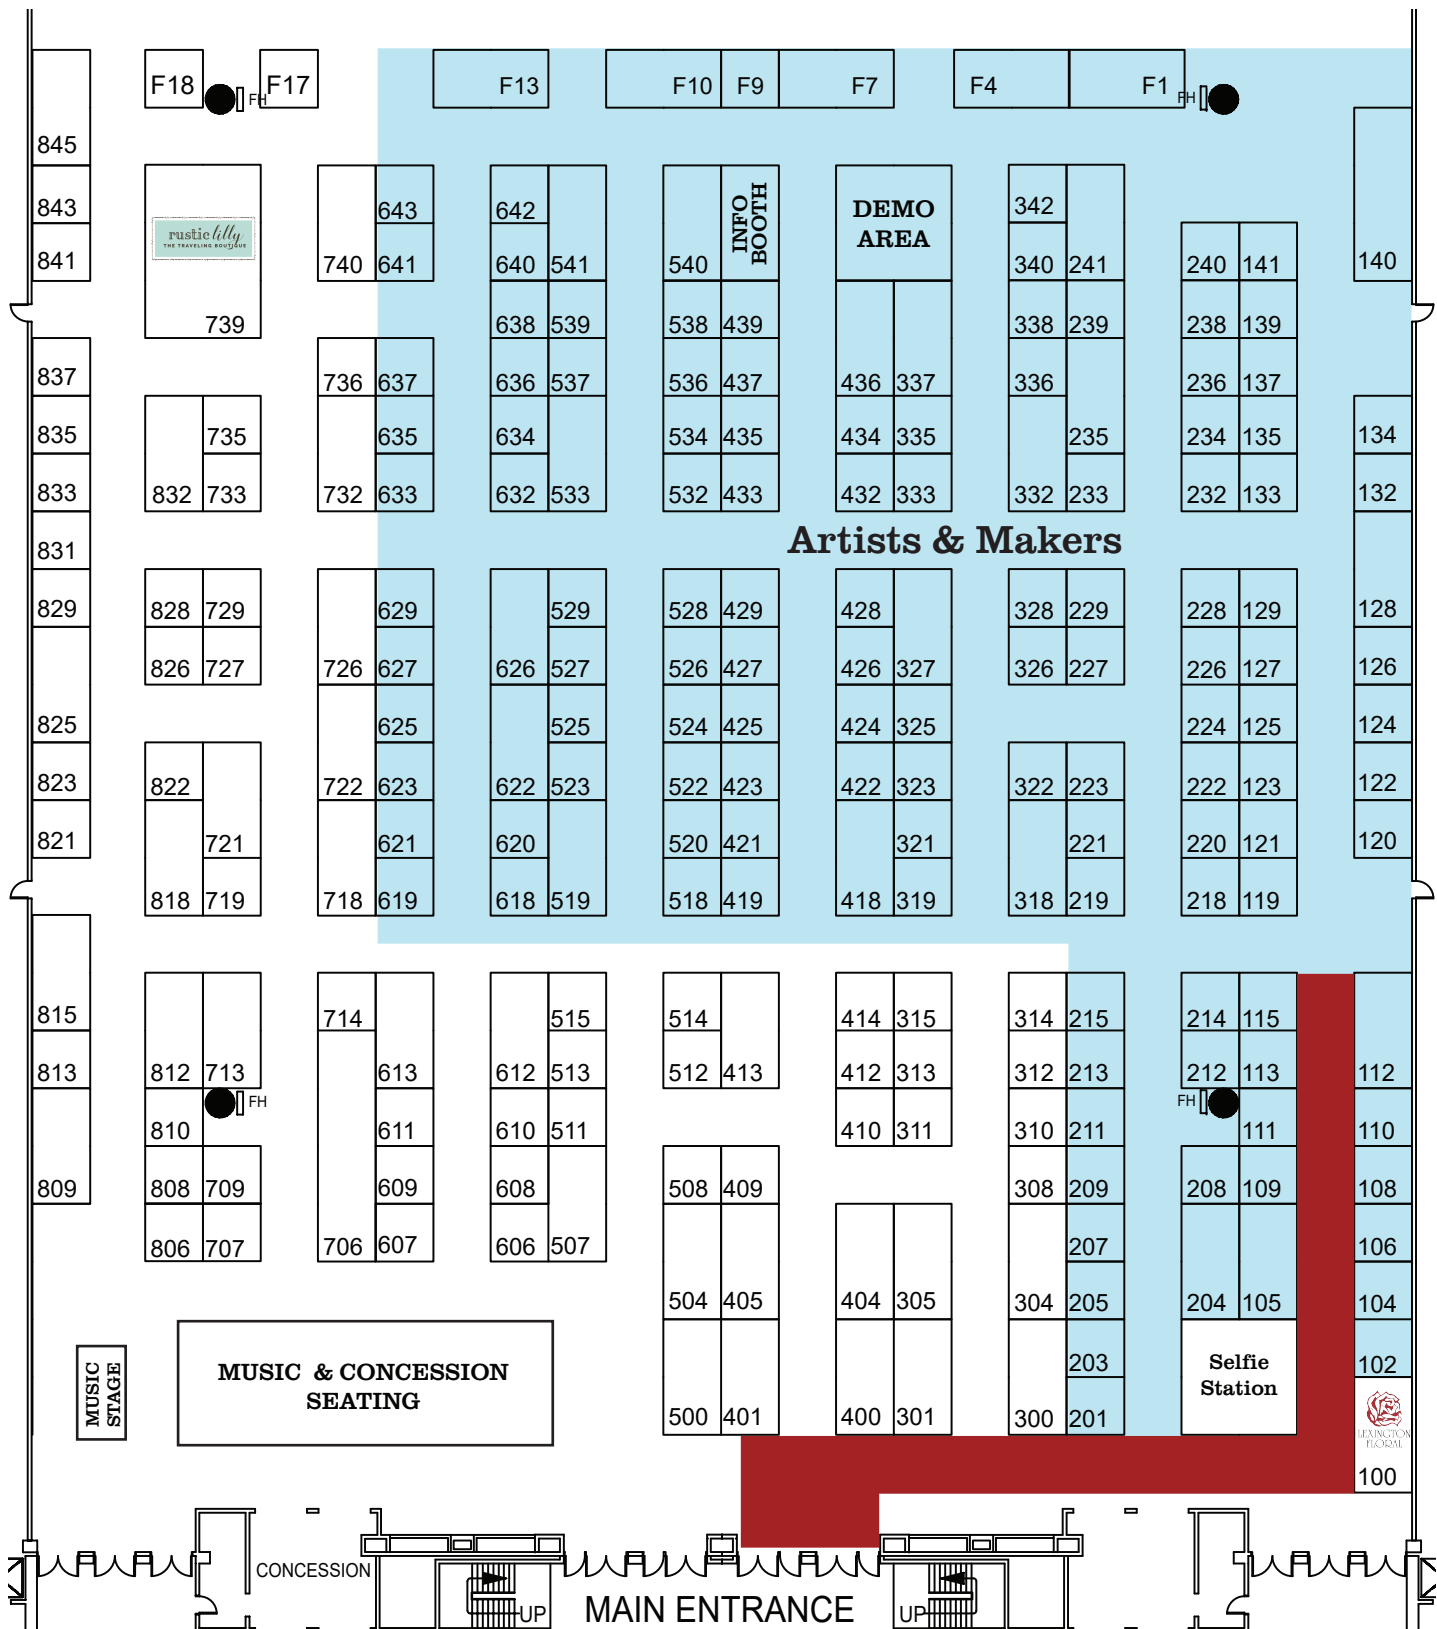 F18 F17 F13 F10 F9 F7 F4 F1
FH FH
845
843 643 642 INFO BOOTH DEMO 342
rustic lilly
THE TRAVELING BOUTIQUE
AREA
841 740 641 640 541 540 340 241 240 141 140
739 638 539 538 439 338 239 238 139
837 736 637 636 537 536 437 436 337 336 236 137
835 735 635 634 534 435 434 335 235 234 135 134
833 832 733 732 633 632 533 532 433 432 333 332 233 232 133 132
831 Artists & Makers
829 828 729 629 529 528 429 428 328 229 228 129 128
826 727 726 627 626 527 526 427 426 327 326 227 226 127 126
825 625 525 524 425 424 325 224 125 124
823 822 722 623 622 523 522 423 422 323 322 223 222 123 122
821 721 621 620 520 421 321 221 220 121 120
818 719 718 619 618 519 518 419 418 319 318 219 218 119
815 714 515 514 414 315 314 215 214 115
813 812 713 613 612 513 512 413 412 313 312 213 212 113 112
FH FH
810 611 610 511 410 311 310 211 111 110
809 808 709 609 608 508 409 308 209 208 109 108
806 707 706 607 606 507 207 106
504 405 404 305 304 205 204 105 104
MUSIC STAGE
MUSIC & CONCESSION
SEATING
203 Selfie 102
Station
500 401 400 301 300 201
LEXINGTON
FLORAL
100
CONCESSION
UP MAIN ENTRANCE UP